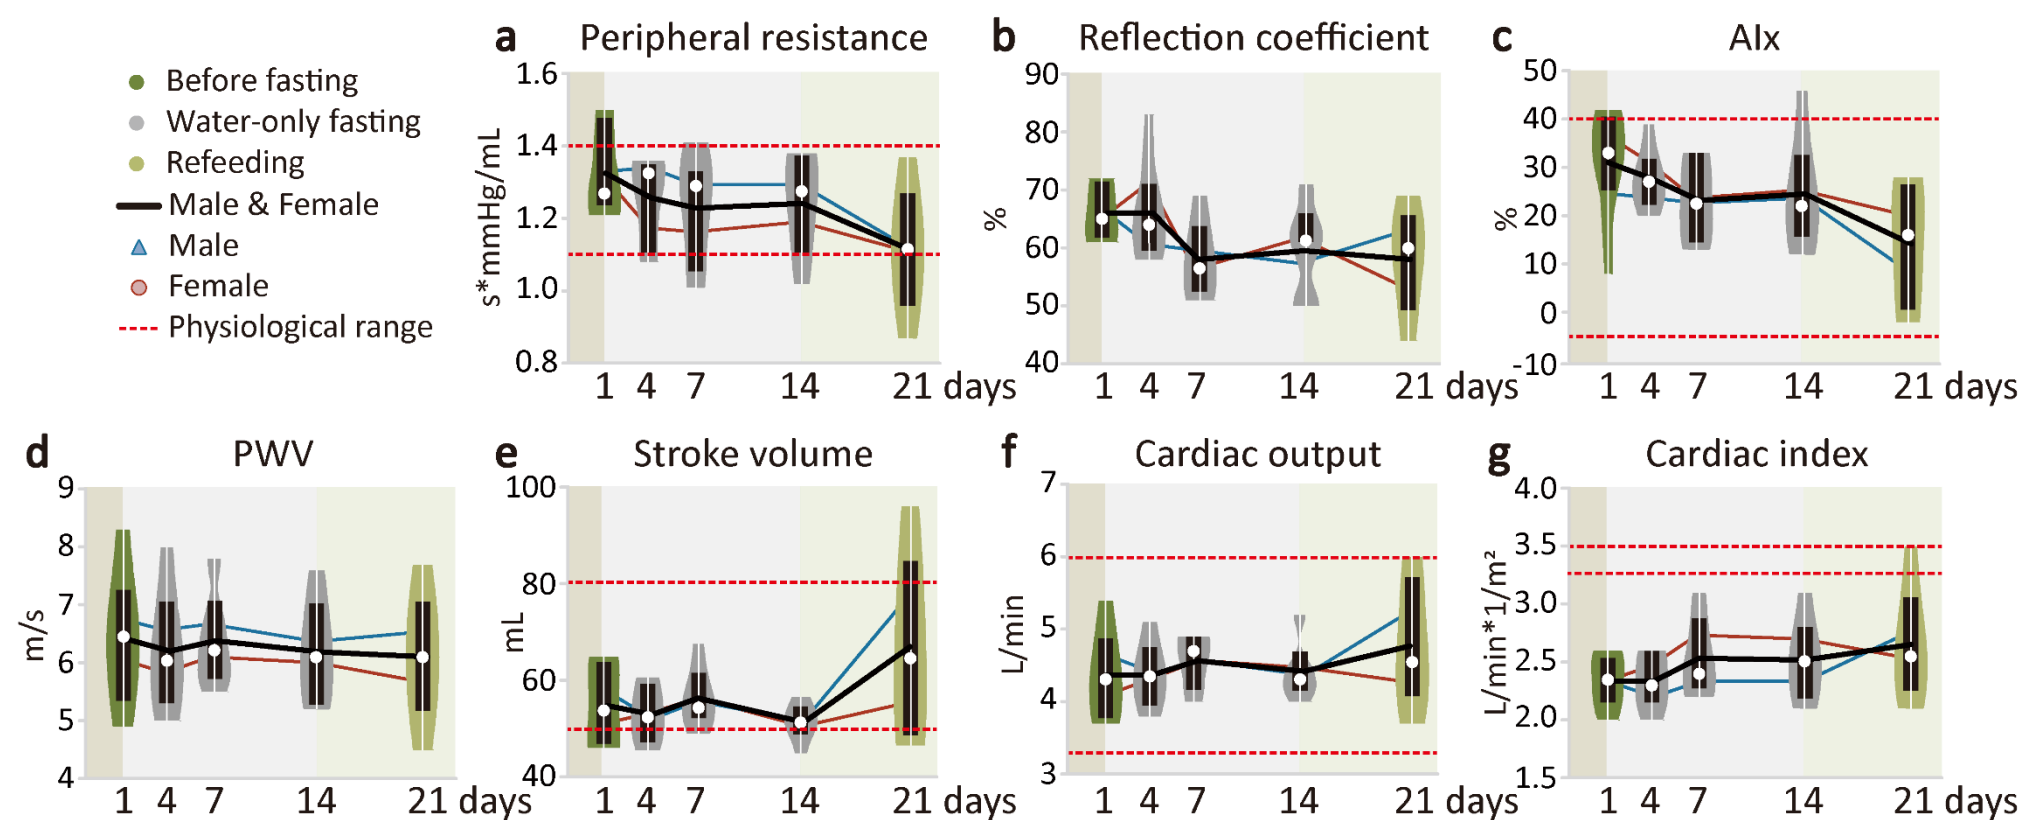 Before fasting
Water-only fasting
Refeeding
Male & Female
Male
Female
Physiological range
a Peripheral resistance
s*mmHg/mL
1.6
1.4
1.2
1.0
0.8
1 4 7 14 21 days
b Reflection coefficient
%
90
80
70
60
50
40
1 4 7 14 21 days
c AIx
%
50
40
30
20
10
0
-10
1 4 7 14 21 days
d PWV
m/s
9
8
7
6
5
4
1 4 7 14 21 days
e Stroke volume
mL
100
80
60
40
1 4 7 14 21 days
f Cardiac output
L/min
7
6
5
4
3
1 4 7 14 21 days
g Cardiac index
L/min*1/m²
4.0
3.5
3.0
2.5
2.0
1.5
1 4 7 14 21 days